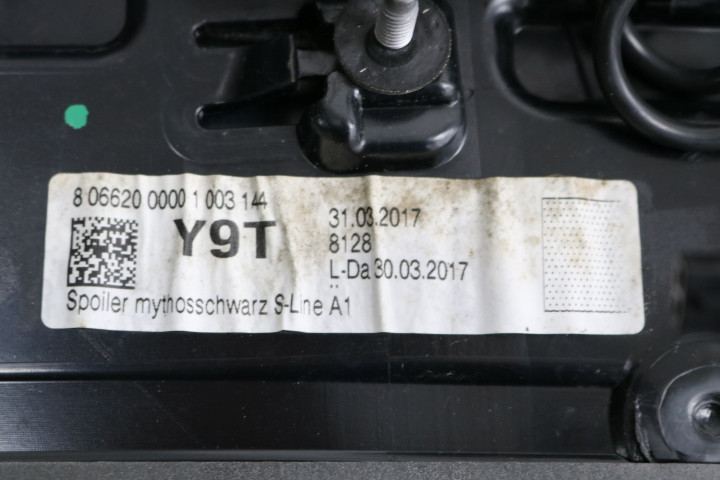 8 06620 0000 1 003 144
Y9T
31.03.2017
8128
L-Da 30.03.2017
Spoiler mythosschwarz S-Line A1